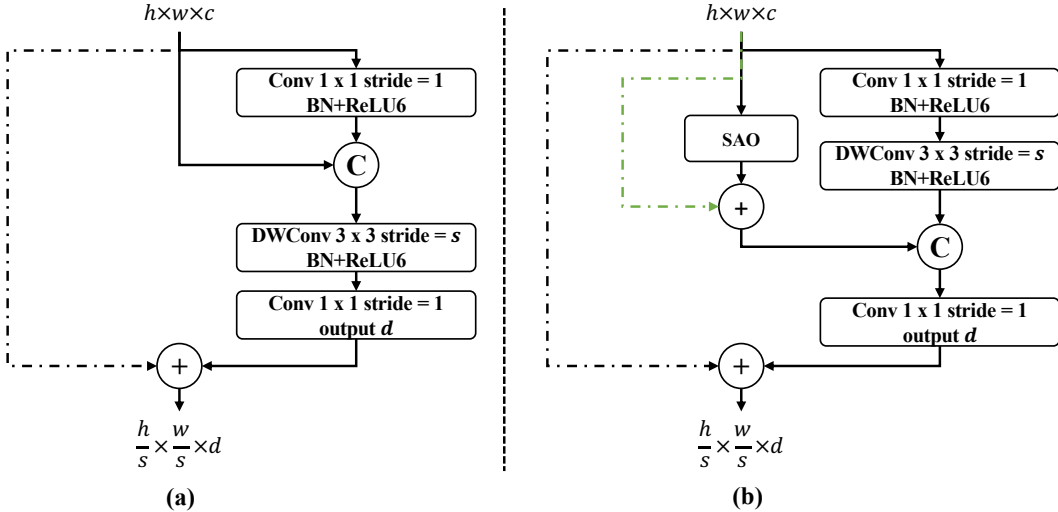 h×w×c
Conv 1 x 1 stride = 1
BN+ReLU6
C
DWConv 3 x 3 stride = s
BN+ReLU6
Conv 1 x 1 stride = 1
output d
+
h/s × w/s ×d
(a)
h×w×c
Conv 1 x 1 stride = 1
BN+ReLU6
SAO
DWConv 3 x 3 stride = s
BN+ReLU6
+
C
Conv 1 x 1 stride = 1
output d
+
h/s × w/s ×d
(b)